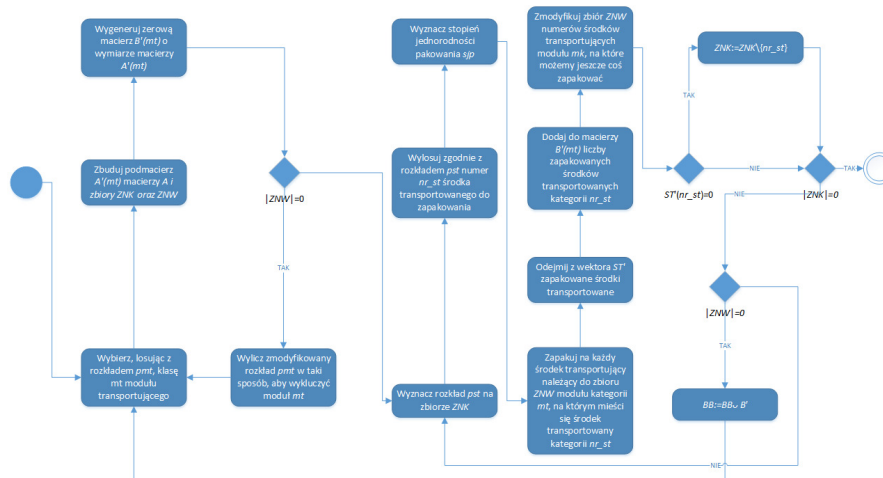 Wygeneruj zerową
macierz B'(mt) o
wymiarze macierzy
A'(mt)
Zbuduj podmacierz
A'(mt) macierzy A i
zbiory ZNK oraz ZNW
Wybierz, losując z
rozkładem pmt, klasę
mt modułu
transportującego
|ZNW|=0
TAK
Wylicz zmodyfikowany
rozkład pmt w taki
sposób, aby wykluczyć
moduł mt
Wyznacz stopień
jednorodności
pakowania sjp
Wylosuj zgodnie z
rozkładem pst numer
nr_st środka
transportowanego do
zapakowania
Wyznacz rozkład pst na
zbiorze ZNK
Zmodyfikuj zbiór ZNW
numerów środków
transportujących
modułu mk, na które
możemy jeszcze coś
zapakować
Dodaj do macierzy
B'(mt) liczby
zapakowanych
środków
transportowanych
kategorii nr_st
Odejmij z wektora ST'
zapakowane środki
transportowane
Zapakuj na każdy
środek transportujący
należący do zbioru
ZNW modułu kategorii
mt, na którym mieści
się środek
transportowany
kategorii nr_st
ZNK:=ZNK\{nr_st}
TAK
NIE
TAK
ST'(nr_st)=0
|ZNK|=0
NIE
|ZNW|=0
TAK
BB:=BB∪ B'
NIE